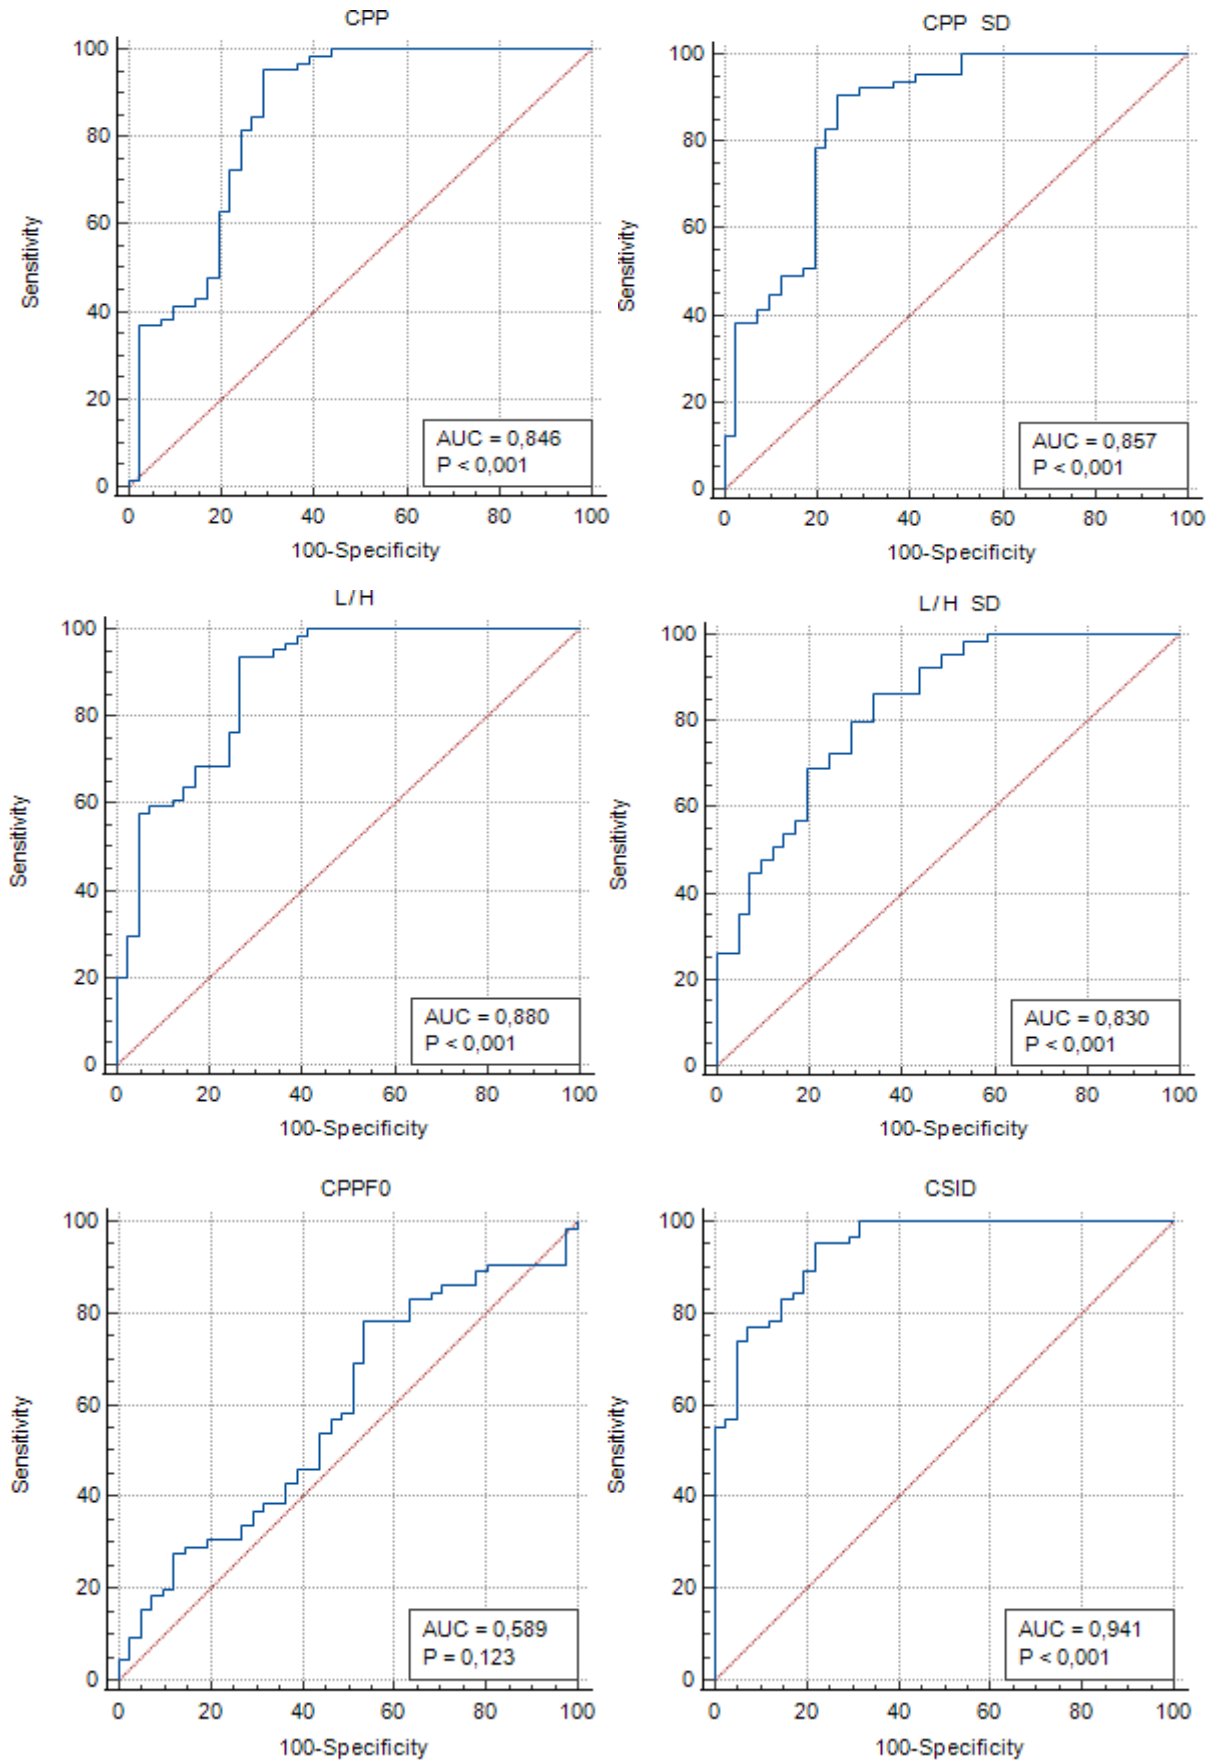 CPP
100
80
60
40
20
0
Sensitivity
AUC = 0,846
P < 0,001
0 20 40 60 80 100
100-Specificity
CPP SD
100
80
60
40
20
0
Sensitivity
AUC = 0,857
P < 0,001
0 20 40 60 80 100
100-Specificity
L/H
100
80
60
40
20
0
Sensitivity
AUC = 0,880
P < 0,001
0 20 40 60 80 100
100-Specificity
L/H SD
100
80
60
40
20
0
Sensitivity
AUC = 0,830
P < 0,001
0 20 40 60 80 100
100-Specificity
CPPF0
100
80
60
40
20
0
Sensitivity
AUC = 0,589
P = 0,123
0 20 40 60 80 100
100-Specificity
CSID
100
80
60
40
20
0
Sensitivity
AUC = 0,941
P < 0,001
0 20 40 60 80 100
100-Specificity